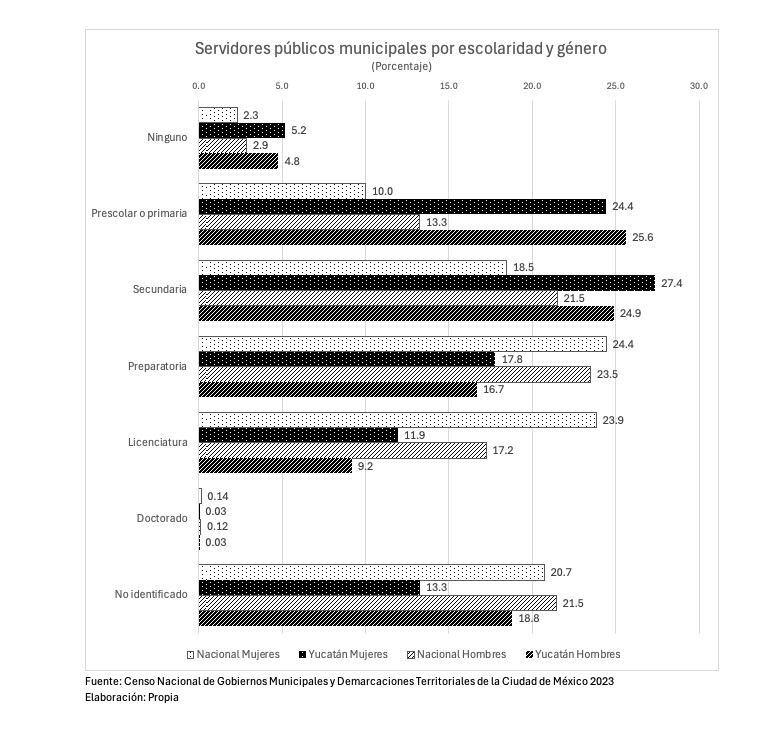 Servidores públicos municipales por escolaridad y género
(Porcentaje)
0.0 5.0 10.0 15.0 20.0 25.0 30.0
Ninguno
2.3
5.2
2.9
4.8
Prescolar o primaria
10.0
24.4
13.3
25.6
Secundaria
18.5
27.4
21.5
24.9
Preparatoria
24.4
17.8
23.5
16.7
Licenciatura
23.9
11.9
17.2
9.2
Doctorado
0.14
0.03
0.12
0.03
No identificado
20.7
13.3
21.5
18.8
Nacional Mujeres Yucatán Mujeres Nacional Hombres Yucatán Hombres
Fuente: Censo Nacional de Gobiernos Municipales y Demarcaciones Territoriales de la Ciudad de México 2023
Elaboración: Propia